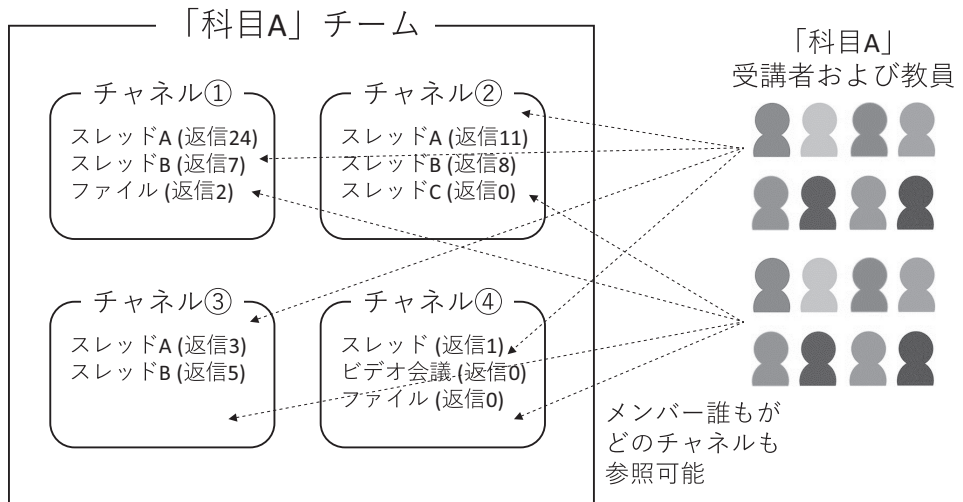 「科目A」チーム
チャネル①
スレッドA (返信24)
スレッドB (返信7)
ファイル (返信2)
チャネル②
スレッドA (返信11)
スレッドB (返信8)
スレッドC (返信0)
チャネル③
スレッドA (返信3)
スレッドB (返信5)
チャネル④
スレッド (返信1)
ビデオ会議 (返信0)
ファイル (返信0)
「科目A」
受講者および教員
メンバー誰もが
どのチャネルも
参照可能